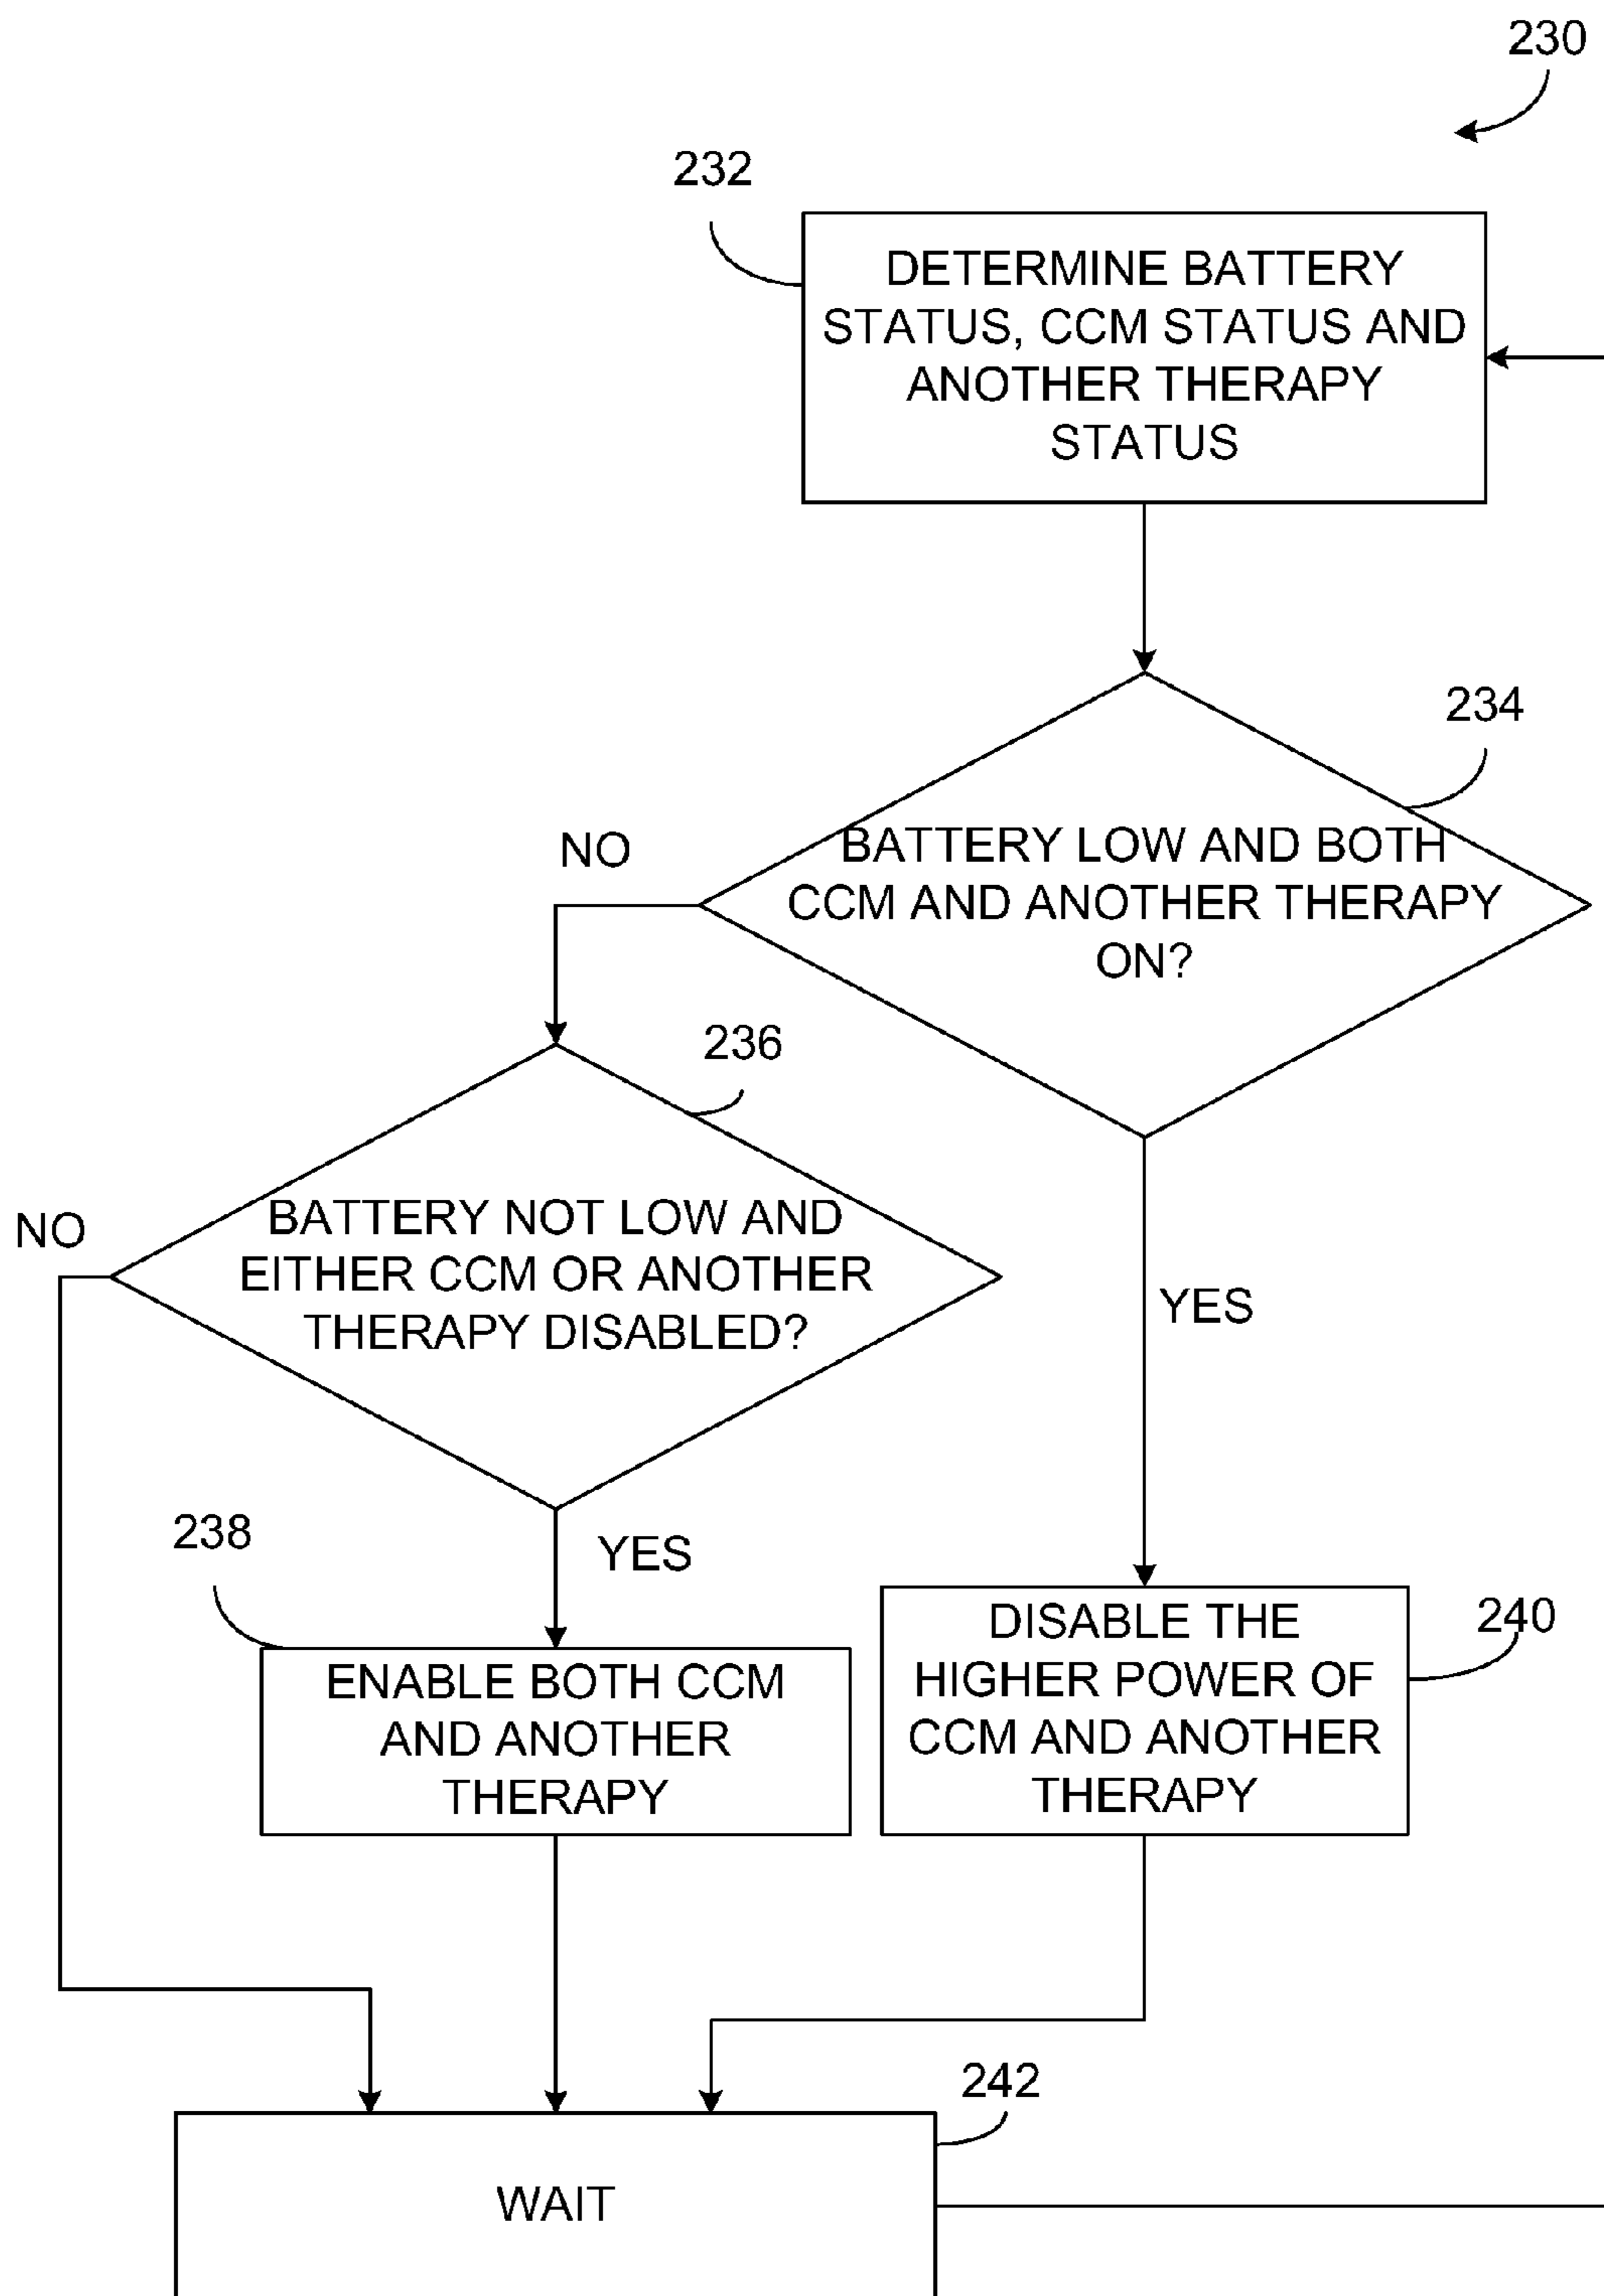 230
232
DETERMINE BATTERY
STATUS, CCM STATUS AND
ANOTHER THERAPY
STATUS
234
NO
BATTERY LOW AND BOTH
CCM AND ANOTHER THERAPY
ON?
236
NO
BATTERY NOT LOW AND
EITHER CCM OR ANOTHER
THERAPY DISABLED?
YES
238
YES
ENABLE BOTH CCM
AND ANOTHER
THERAPY
240
DISABLE THE
HIGHER POWER OF
CCM AND ANOTHER
THERAPY
242
WAIT